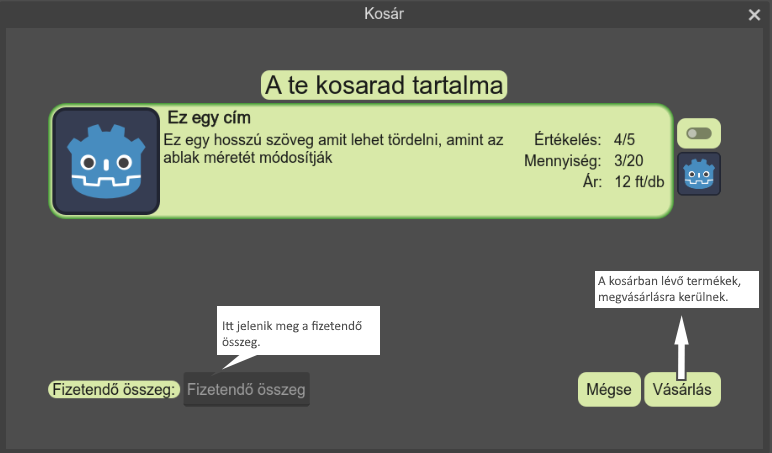 Kosár
A te kosarad tartalma
Ez egy cím
Ez egy hosszú szöveg amit lehet tördelni, amint az
ablak méretét módosítják
Értékelés: 4/5
Mennyiség: 3/20
Ár: 12 ft/db
A kosárban lévő termékek,
megvásárlásra kerülnek.
Itt jelenik meg a fizetendő
összeg.
Fizetendő összeg: Fizetendő összeg
Mégse Vásárlás